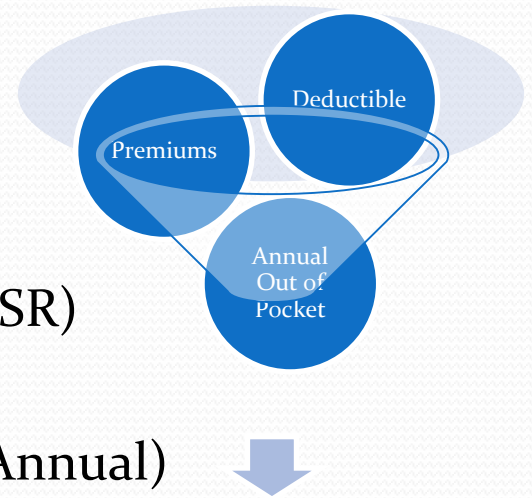 Deductible
Premiums
Annual
Out of
Pocket
SR)
Annual)